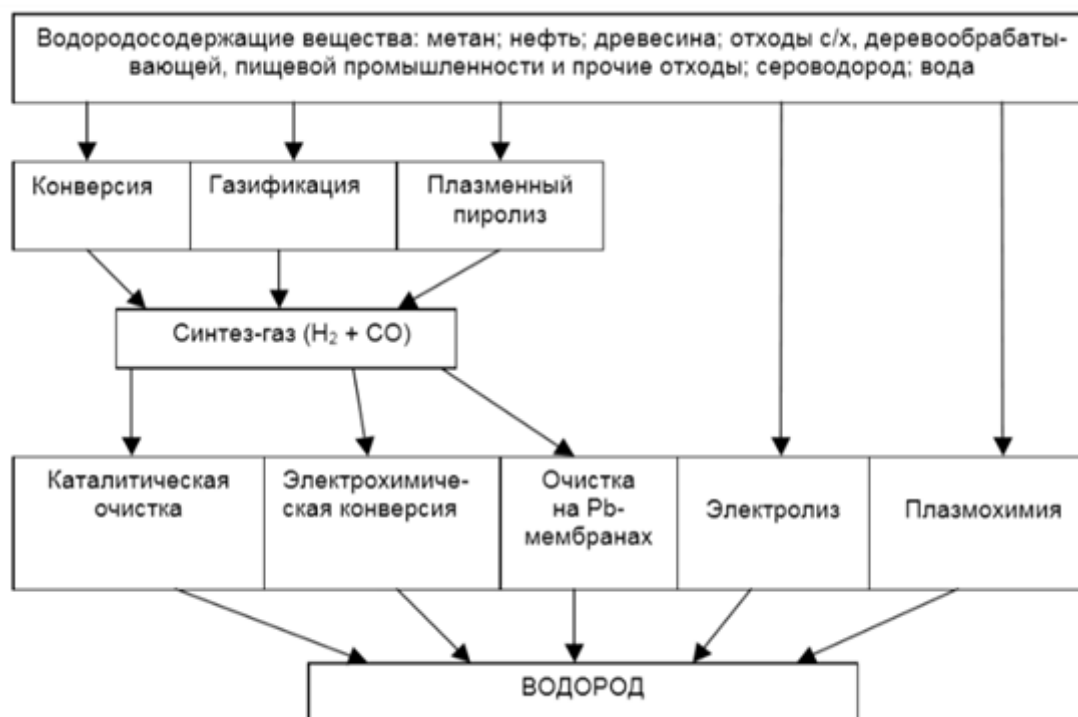 Водородосодержащие вещества: метан; нефть; древесина; отходы с/х, деревообрабаты-
вающей, пищевой промышленности и прочие отходы; сероводород; вода
Конверсия
Газификация
Плазменный
пиролиз
Синтез-газ (H₂ + CO)
Каталитическая
очистка
Электрохимиче-
ская конверсия
Очистка
на Pb-
мембранах
Электролиз
Плазмохимия
ВОДОРОД